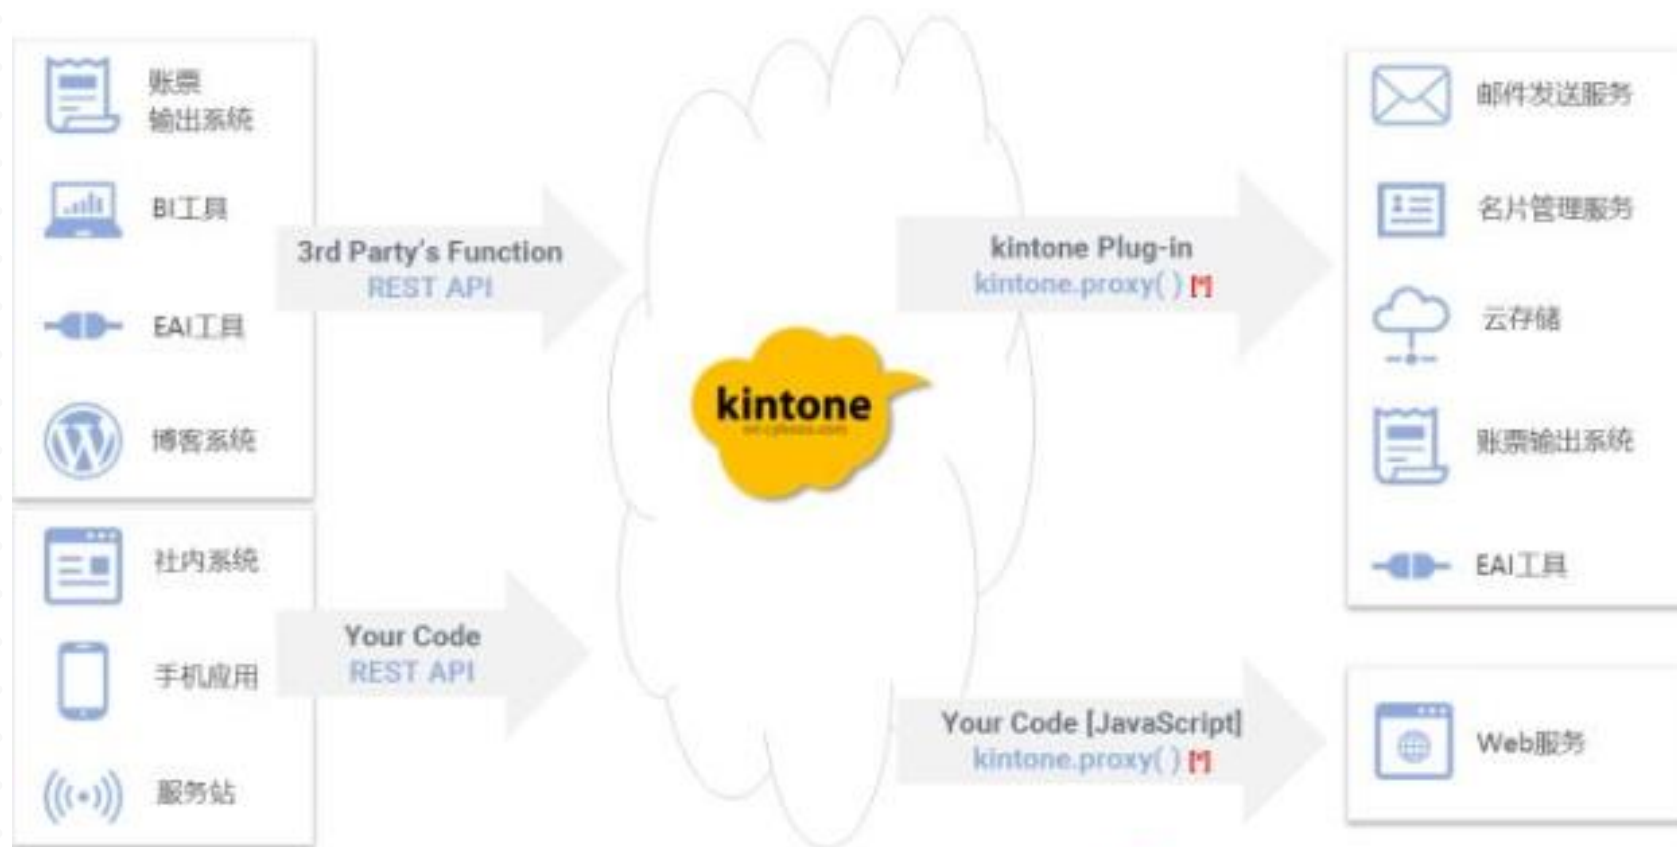 账票
输出系统
BI工具
EAI工具
博客系统
3rd Party's Function
REST API
社内系统
手机应用
服务站
Your Code
REST API
kintone
kintone Plug-in
kintone.proxy( ) [*]
邮件发送服务
名片管理服务
云存储
账票输出系统
EAI工具
Your Code [JavaScript]
kintone.proxy( ) [*]
Web服务